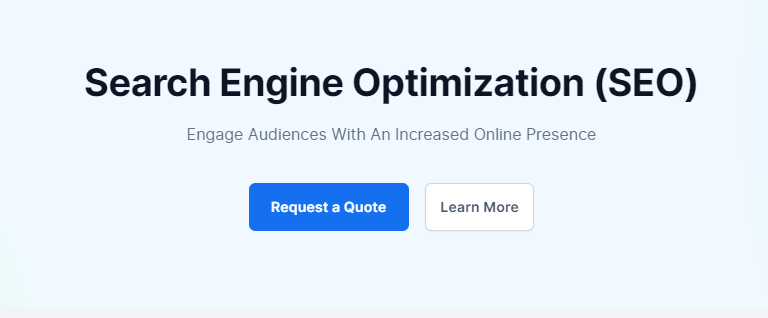 Search Engine Optimization (SEO)
Engage Audiences With An Increased Online Presence
Request a Quote
Learn More